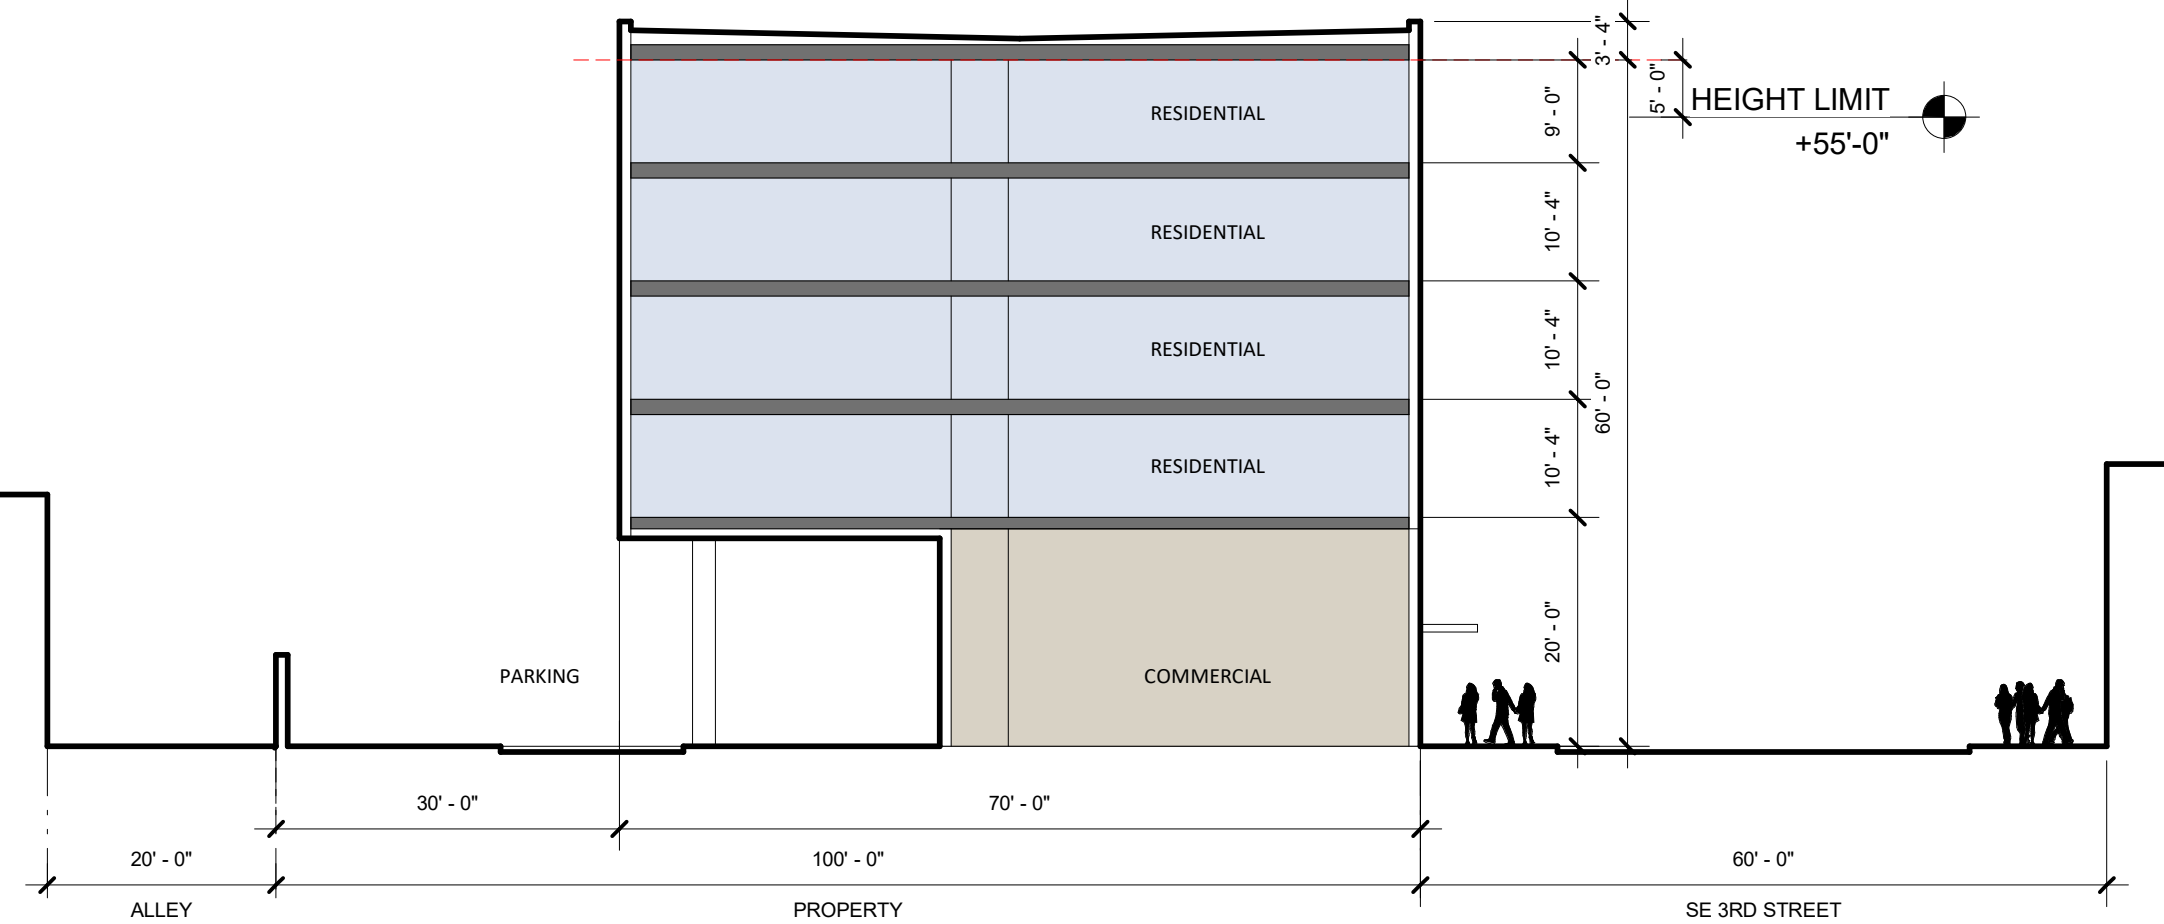 3' - 4"
5' - 0"
HEIGHT LIMIT
+55'-0"
RESIDENTIAL
9' - 0"
RESIDENTIAL
10' - 4"
RESIDENTIAL
10' - 4"
60' - 0"
RESIDENTIAL
10' - 4"
20' - 0"
PARKING
COMMERCIAL
30' - 0"
70' - 0"
20' - 0"
100' - 0"
60' - 0"
ALLEY
PROPERTY
SE 3RD STREET